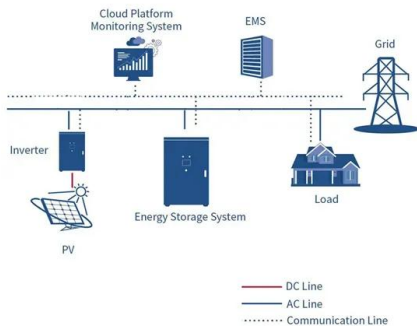 Cloud Platform
Monitoring System
EMS
Grid
Inverter
Energy Storage System
Load
PV
DC Line
AC Line
Communication Line